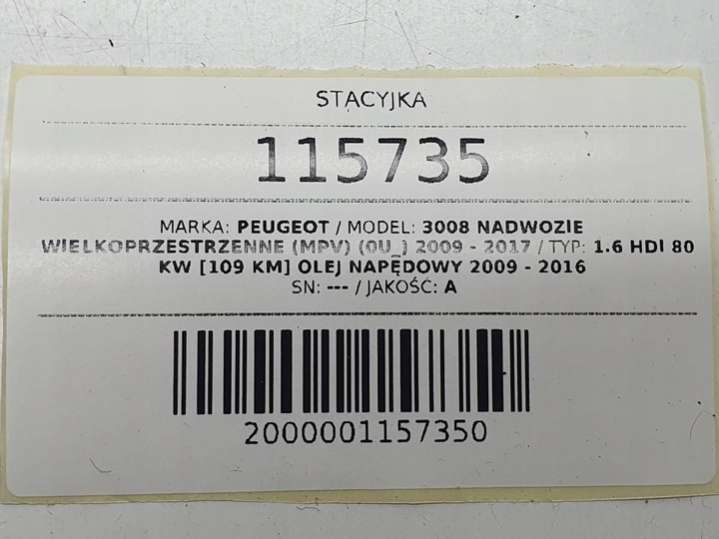 STACYJKA
115735
MARKA: PEUGEOT / MODEL: 3008 NADWOZIE
WIELKOPRZESTRZENNE (MPV) (0U_) 2009 - 2017 / TYP: 1.6 HDI 80
KW [109 KM] OLEJ NAPĘDOWY 2009 - 2016
SN: --- / JAKOŚĆ: A
2000001157350